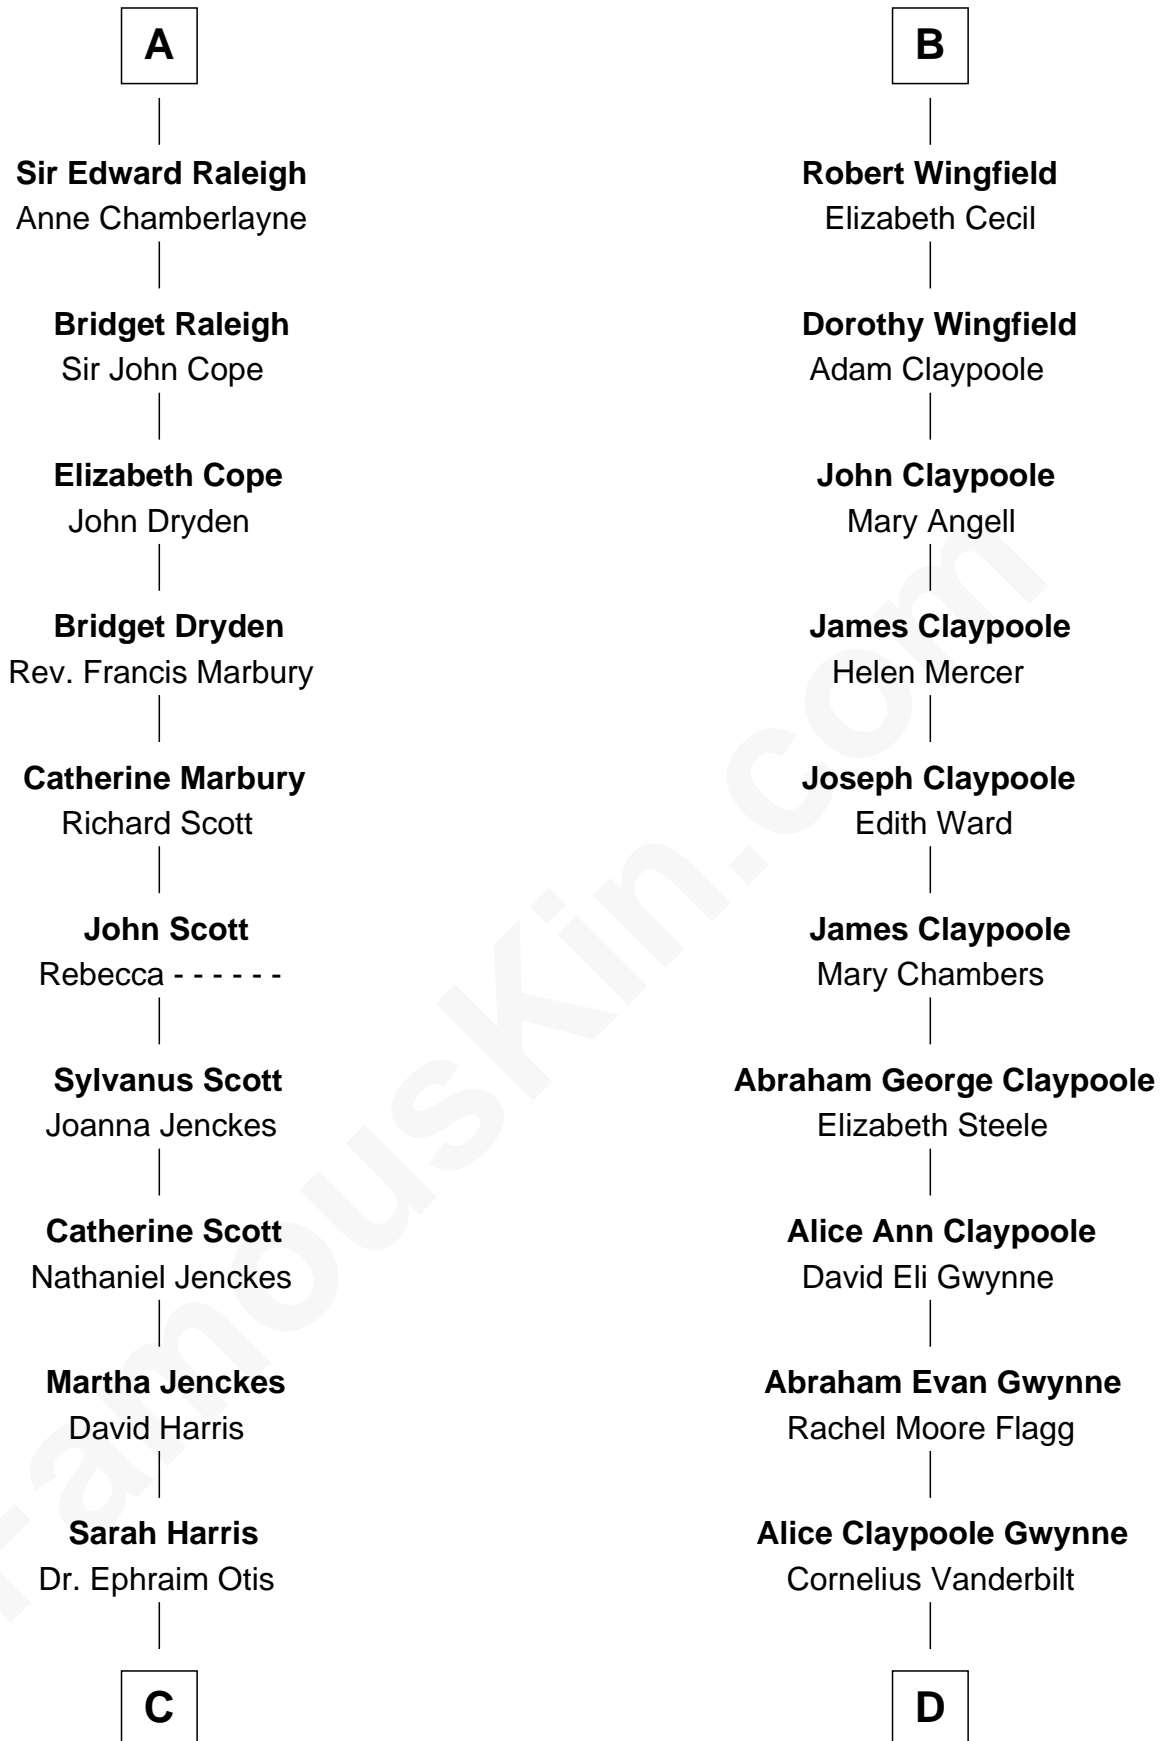 A
Sir Edward Raleigh
Anne Chamberlayne
Bridget Raleigh
Sir John Cope
Elizabeth Cope
John Dryden
Bridget Dryden
Rev. Francis Marbury
Catherine Marbury
Richard Scott
John Scott
Rebecca - - - - - -
Sylvanus Scott
Joanna Jenckes
Catherine Scott
Nathaniel Jenckes
Martha Jenckes
David Harris
Sarah Harris
Dr. Ephraim Otis
C
B
Robert Wingfield
Elizabeth Cecil
Dorothy Wingfield
Adam Claypoole
John Claypoole
Mary Angell
James Claypoole
Helen Mercer
Joseph Claypoole
Edith Ward
James Claypoole
Mary Chambers
Abraham George Claypoole
Elizabeth Steele
Alice Ann Claypoole
David Eli Gwynne
Abraham Evan Gwynne
Rachel Moore Flagg
Alice Claypoole Gwynne
Cornelius Vanderbilt
D
FamousKin.com